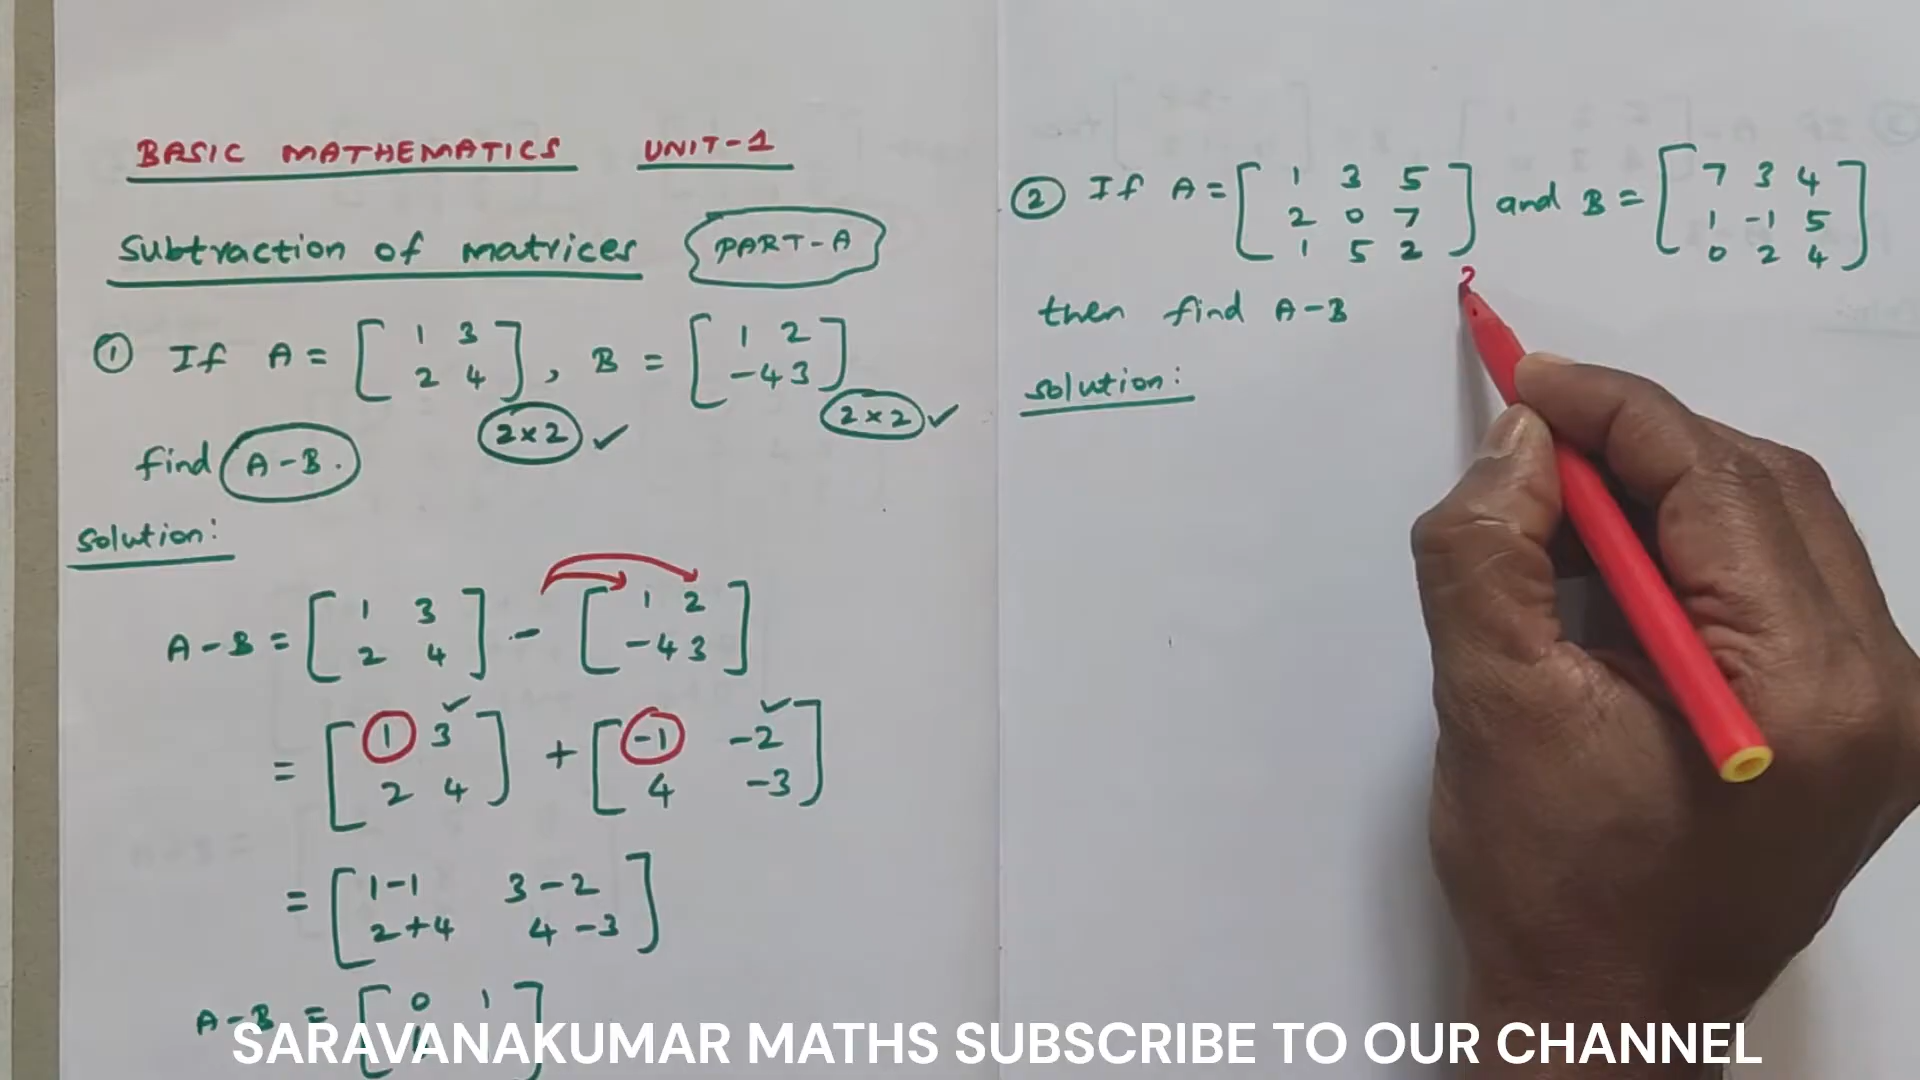 BASIC MATHEMATICS UNIT-1
Subtraction of matrices PART-A
① If A = [ 1 3 ] , B = [ 1 2 ]
2 4 -4 3
2×2 ✓ 2×2 ✓
find A-B.
Solution:
A-B = [ 1 3 ] - [ 1 2 ]
2 4 -4 3
= [ 1 3 ✓ ] + [ -1 -2 ✓ ]
2 4 4 -3
= [ 1-1 3-2 ]
2+4 4-3
A-B = [ 0 1 ]
② If A = [ 1 3 5 ] and B = [ 7 3 4 ]
2 0 7 1 -1 5
1 5 2 0 2 4
then find A-B
solution:
SARAVANAKUMAR MATHS SUBSCRIBE TO OUR CHANNEL